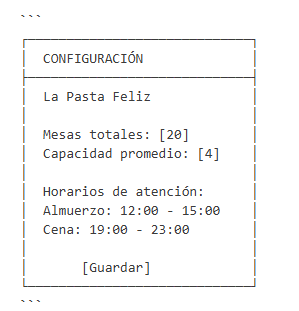 ```
CONFIGURACIÓN
La Pasta Feliz
Mesas totales: [20]
Capacidad promedio: [4]
Horarios de atención:
Almuerzo: 12:00 - 15:00
Cena: 19:00 - 23:00
[Guardar]
```